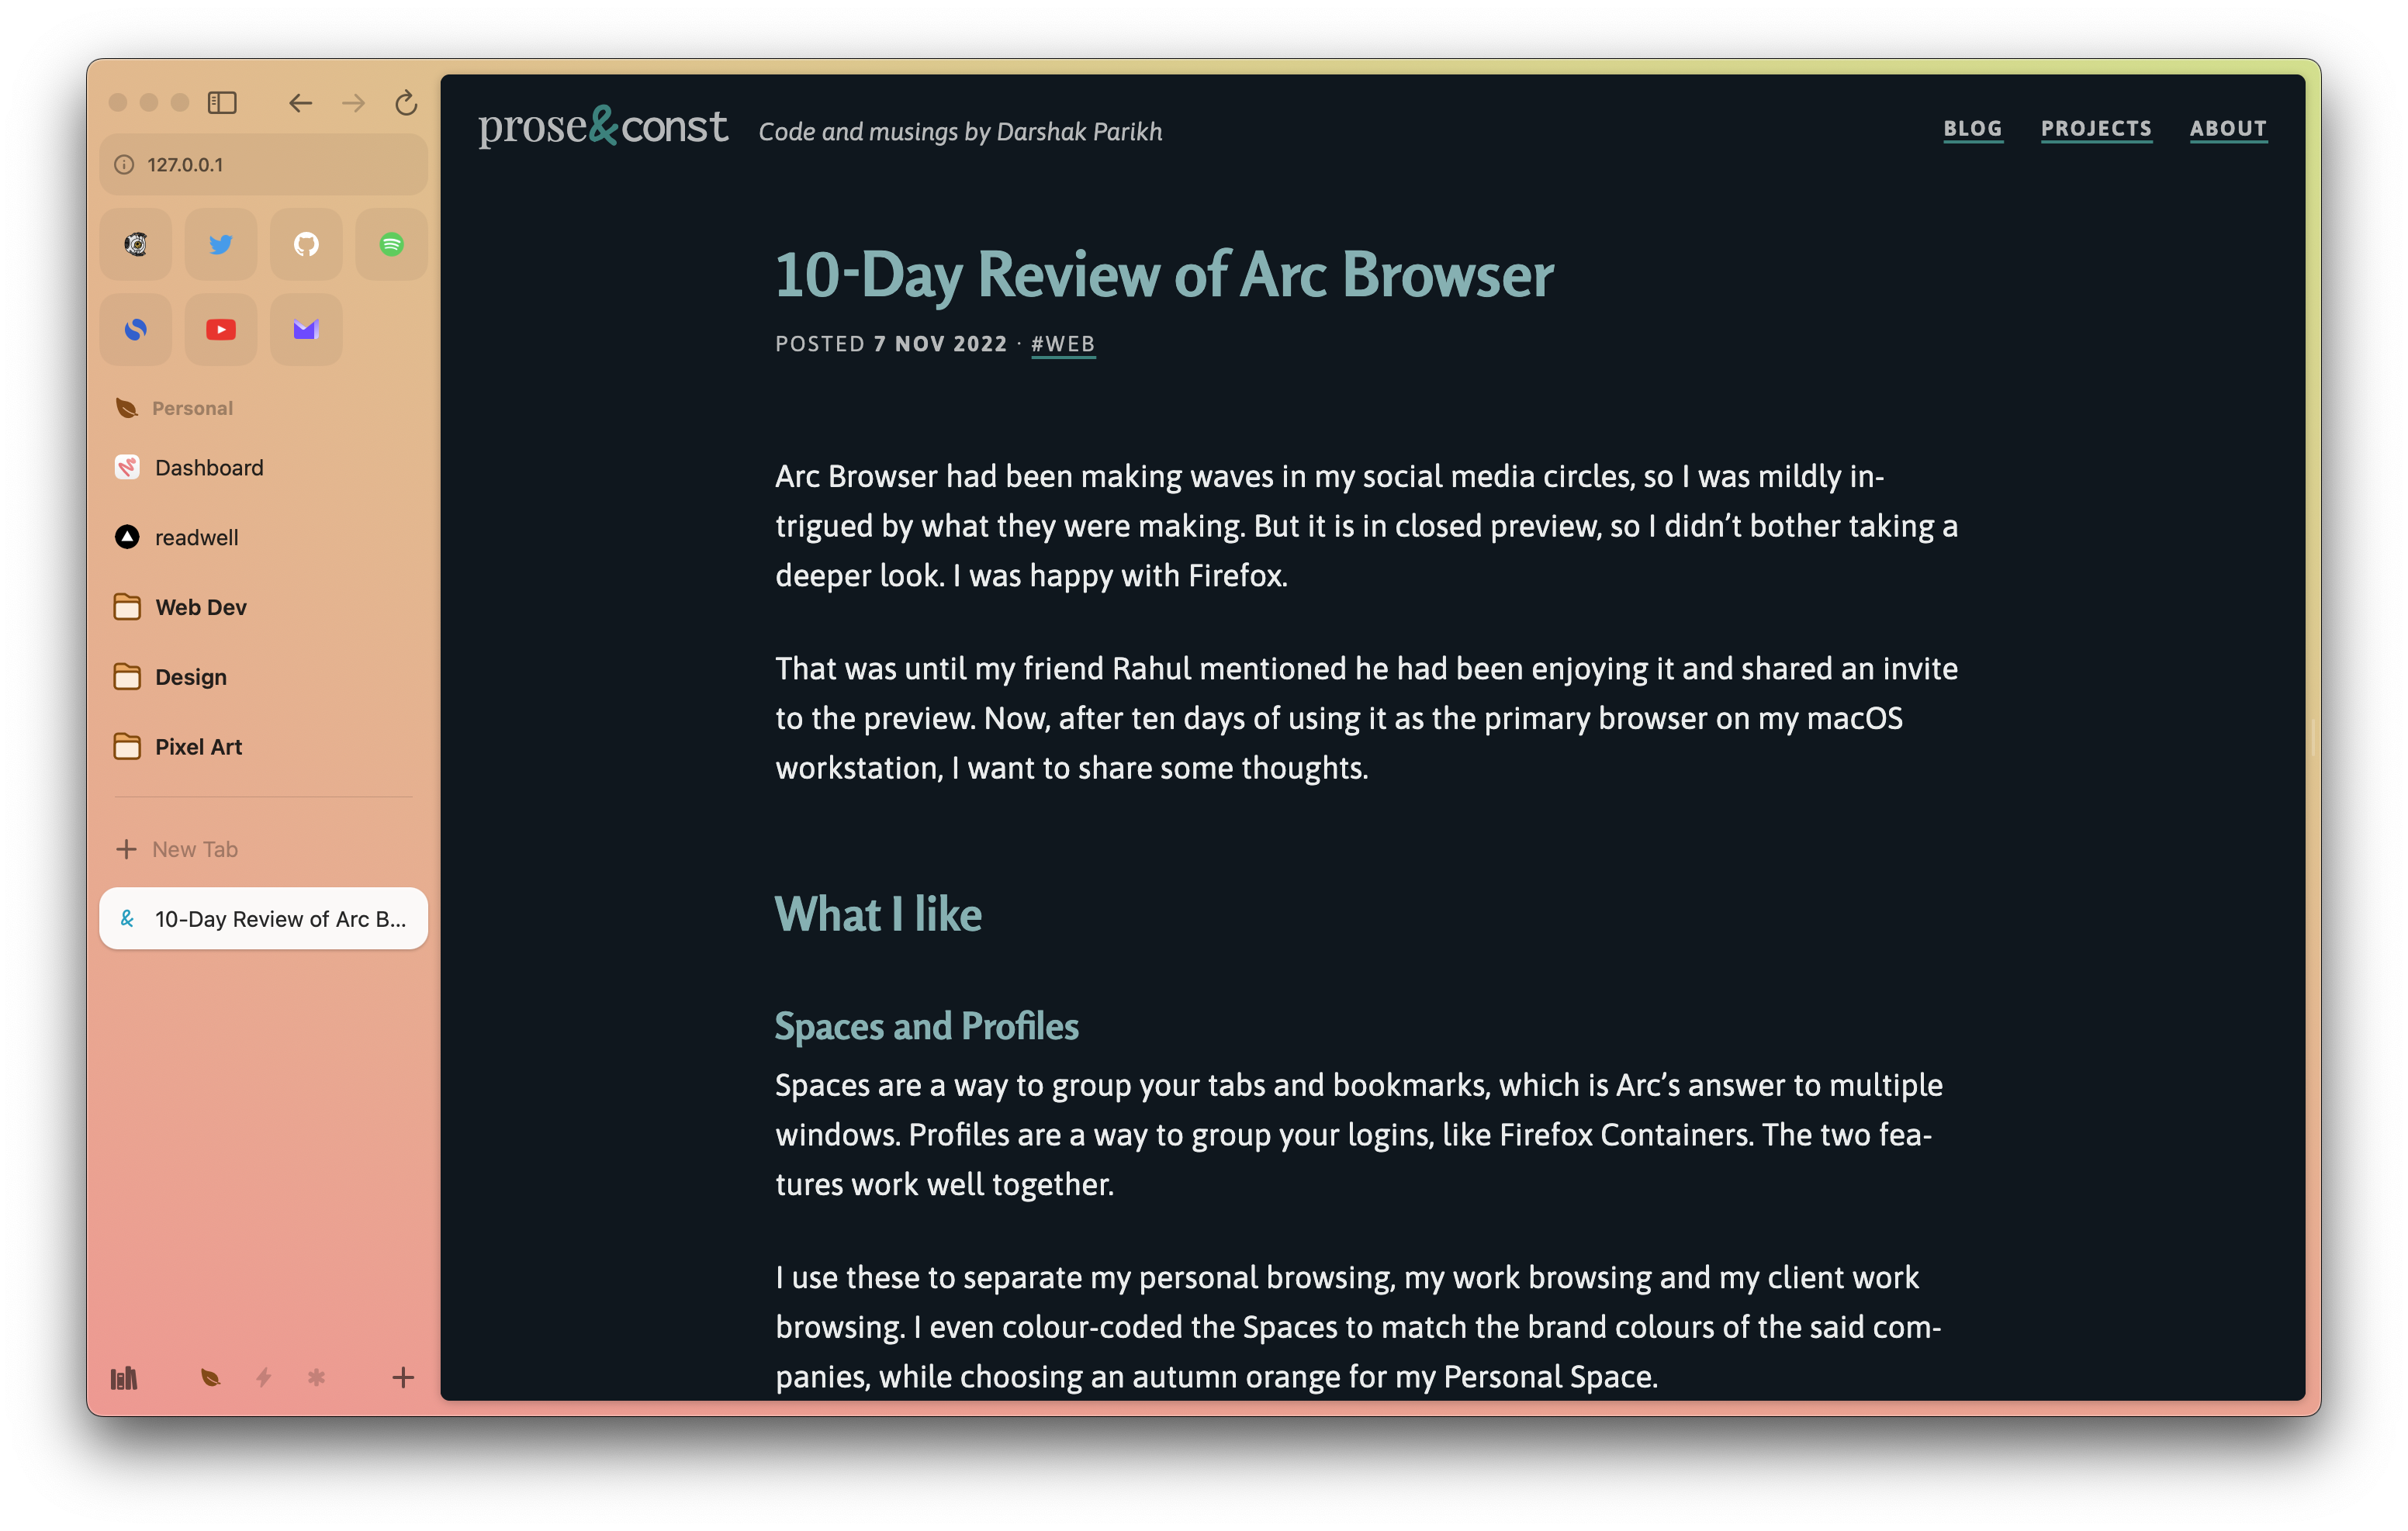 127.0.0.1
Personal
Dashboard
readwell
Web Dev
Design
Pixel Art
New Tab
10-Day Review of Arc B...
prose&const
Code and musings by Darshak Parikh
BLOG PROJECTS ABOUT
10-Day Review of Arc Browser
POSTED 7 NOV 2022 · #WEB
Arc Browser had been making waves in my social media circles, so I was mildly in-
trigued by what they were making. But it is in closed preview, so I didn’t bother taking a
deeper look. I was happy with Firefox.
That was until my friend Rahul mentioned he had been enjoying it and shared an invite
to the preview. Now, after ten days of using it as the primary browser on my macOS
workstation, I want to share some thoughts.
What I like
Spaces and Profiles
Spaces are a way to group your tabs and bookmarks, which is Arc’s answer to multiple
windows. Profiles are a way to group your logins, like Firefox Containers. The two fea-
tures work well together.
I use these to separate my personal browsing, my work browsing and my client work
browsing. I even colour-coded the Spaces to match the brand colours of the said com-
panies, while choosing an autumn orange for my Personal Space.